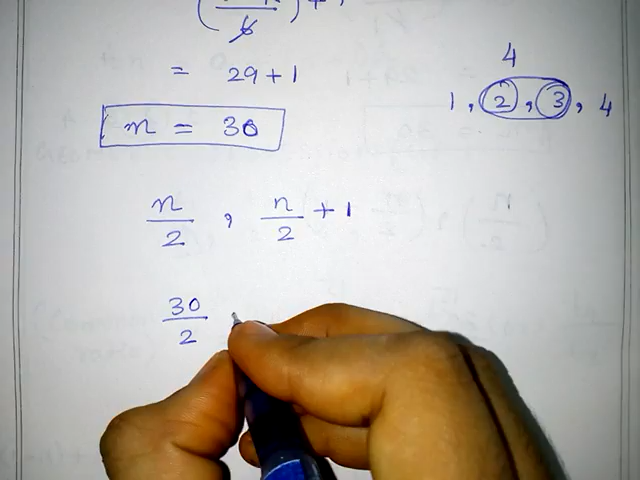 = 29 + 1
4
1, 2, 3, 4
n = 30
n/2 , n/2 + 1
30/2